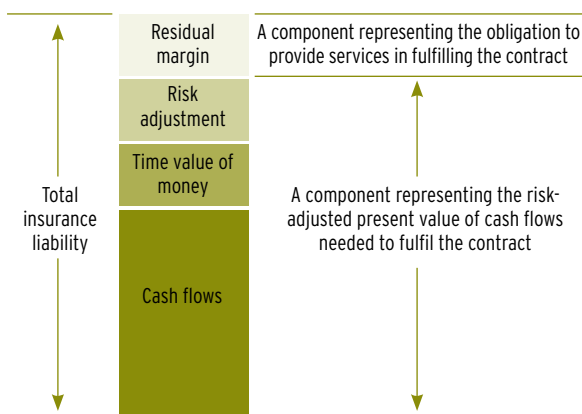 Residual
margin
A component representing the obligation to
provide services in fulfilling the contract
Risk
adjustment
Time value of
money
Total
insurance
liability
A component representing the risk-
adjusted present value of cash flows
needed to fulfil the contract
Cash flows